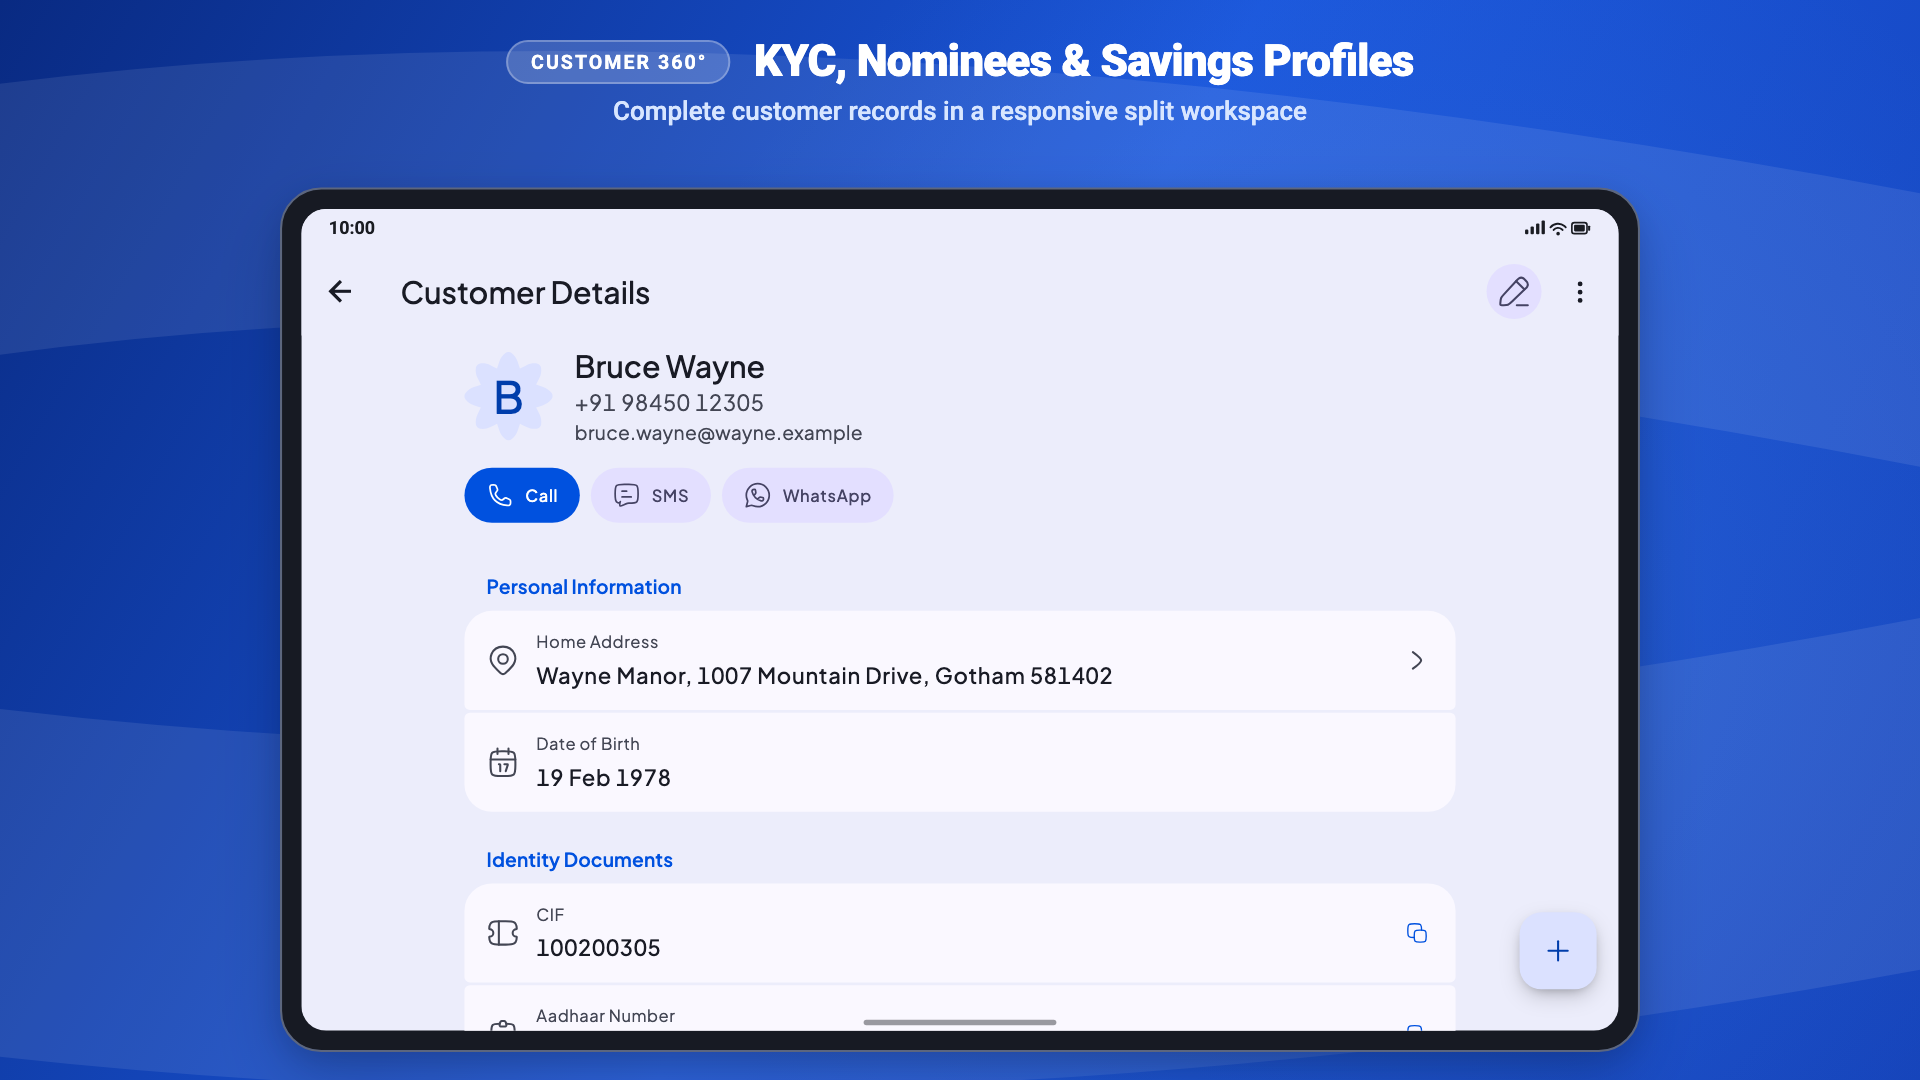 CUSTOMER 360°
KYC, Nominees & Savings Profiles
Complete customer records in a responsive split workspace
10:00
Customer Details
B
Bruce Wayne
+91 98450 12305
bruce.wayne@wayne.example
Call
SMS
WhatsApp
Personal Information
Home Address
Wayne Manor, 1007 Mountain Drive, Gotham 581402
17
Date of Birth
19 Feb 1978
Identity Documents
CIF
100200305
Aadhaar Number